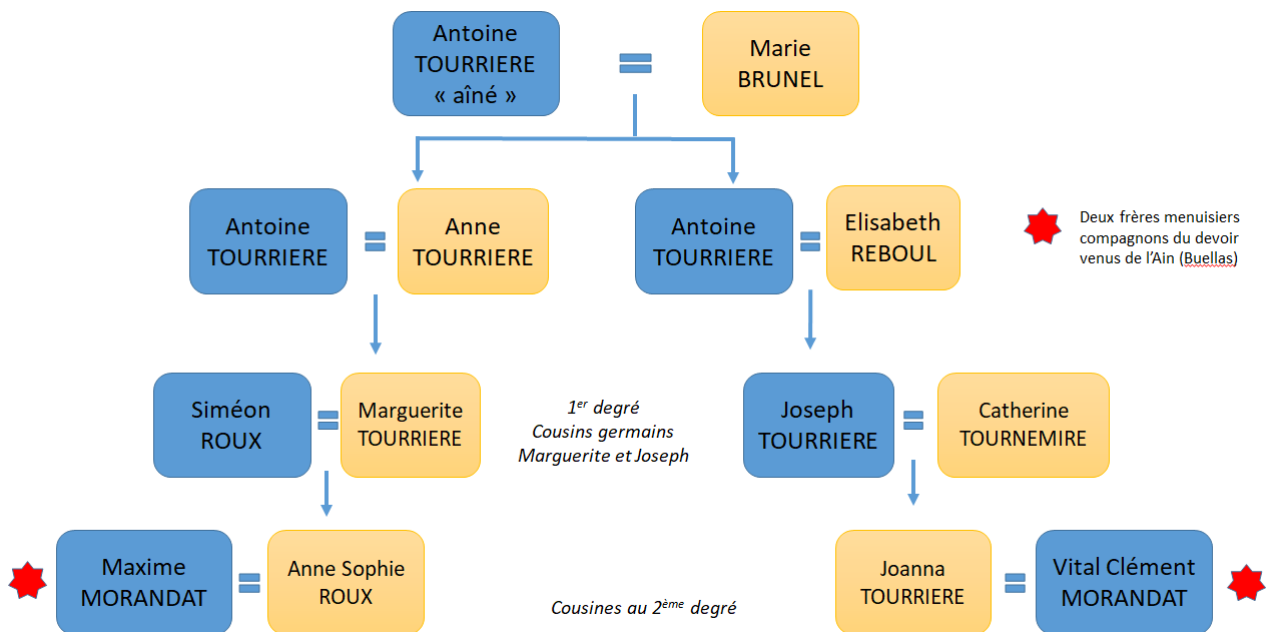 Antoine
TOURRIERE
« aîné »
Marie
BRUNEL
Antoine
TOURRIERE
Anne
TOURRIERE
Antoine
TOURRIERE
Elisabeth
REBOUL
Deux frères menuisiers
compagnons du devoir
venus de l’Ain (Buellas)
Siméon
ROUX
Marguerite
TOURRIERE
1er degré
Cousins germains
Marguerite et Joseph
Joseph
TOURRIERE
Catherine
TOURNEMIRE
Maxime
MORANDAT
Anne Sophie
ROUX
Cousines au 2ème degré
Joanna
TOURRIERE
Vital Clément
MORANDAT